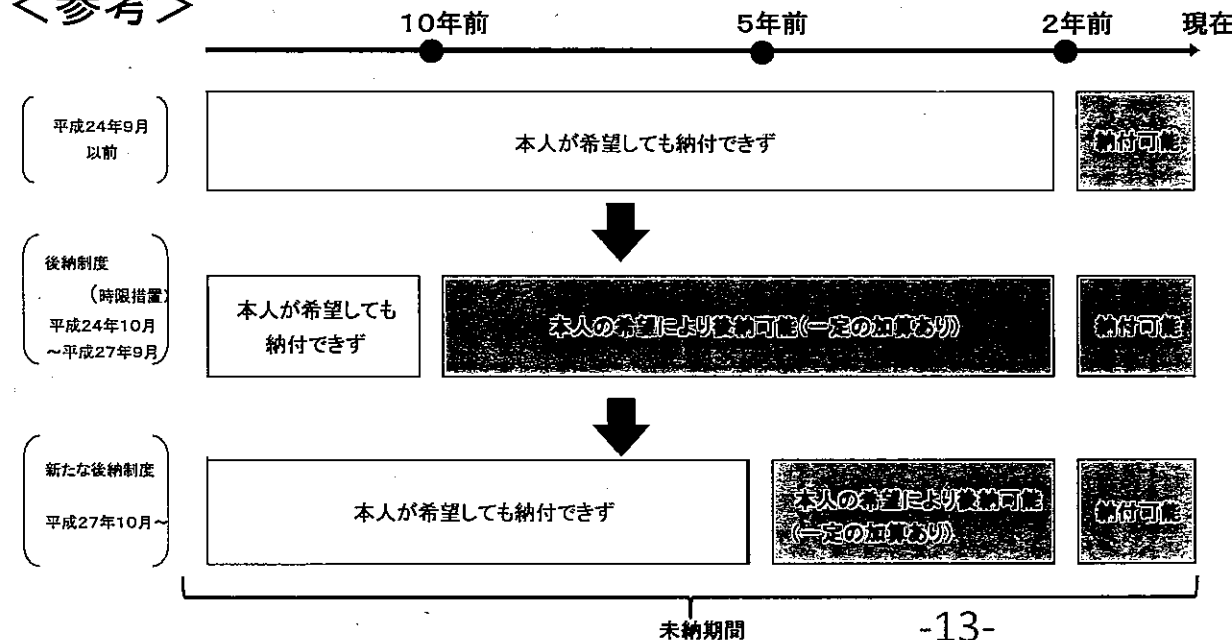 ＜参考＞
10年前
5年前
2年前
現在
平成24年9月
以前
本人が希望しても納付できず
納付可能
後納制度
（時限措置）
平成24年10月
～平成27年9月
本人が希望しても
納付できず
本人の希望により後納可能(一定の加算あり)
納付可能
新たな後納制度
平成27年10月～
本人が希望しても納付できず
本人の希望により後納可能
(一定の加算あり)
納付可能
未納期間
-13-